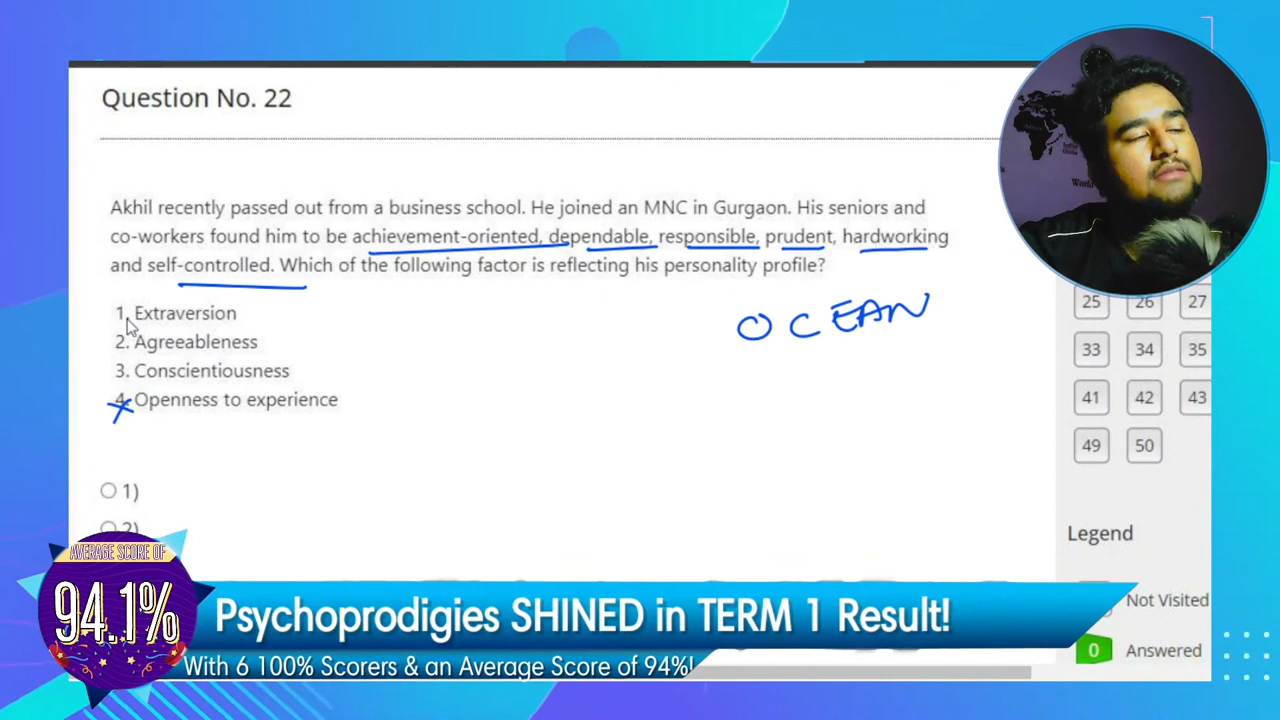 Question No. 22
Akhil recently passed out from a business school. He joined an MNC in Gurgaon. His seniors and
co-workers found him to be achievement-oriented, dependable, responsible, prudent, hardworking
and self-controlled. Which of the following factor is reflecting his personality profile?
1. Extraversion
2. Agreeableness
3. Conscientiousness
4. Openness to experience
OCEAN
1)
2)
25 26 27
33 34 35
41 42 43
49 50
Legend
Not Visited
0 Answered
AVERAGE SCORE OF
94.1%
Psychoprodigies SHINED in TERM 1 Result!
With 6 100% Scorers & an Average Score of 94%!